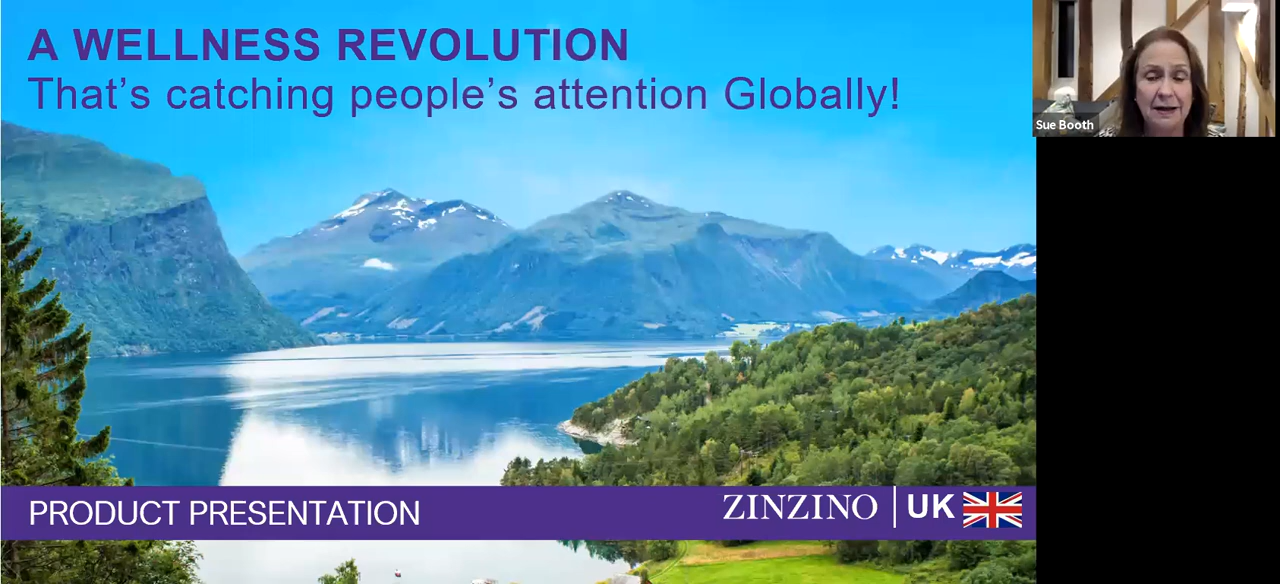 A WELLNESS REVOLUTION
That's catching people's attention Globally!
Sue Booth
PRODUCT PRESENTATION
ZINZINO | UK